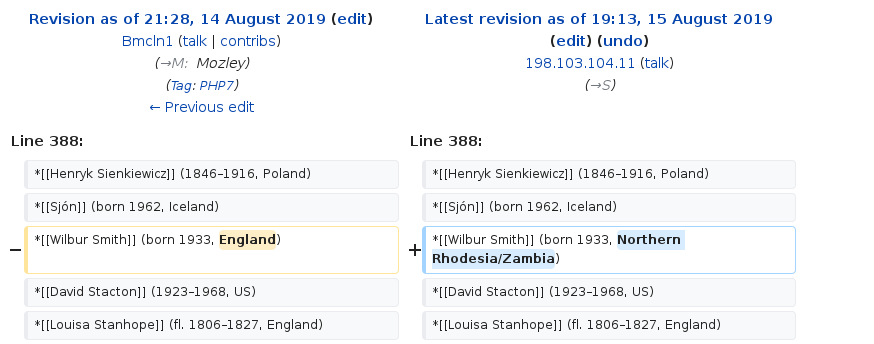 Revision as of 21:28, 14 August 2019 (edit)
Bmcln1 (talk | contribs)
(→M: Mozley)
(Tag: PHP7)
← Previous edit
Latest revision as of 19:13, 15 August 2019
(edit) (undo)
198.103.104.11 (talk)
(→S)
Line 388:
Line 388:
*[[Henryk Sienkiewicz]] (1846–1916, Poland)
*[[Henryk Sienkiewicz]] (1846–1916, Poland)
*[[Sjón]] (born 1962, Iceland)
*[[Sjón]] (born 1962, Iceland)
− *[[Wilbur Smith]] (born 1933, England)
+ *[[Wilbur Smith]] (born 1933, Northern
Rhodesia/Zambia)
*[[David Stacton]] (1923–1968, US)
*[[David Stacton]] (1923–1968, US)
*[[Louisa Stanhope]] (fl. 1806–1827, England)
*[[Louisa Stanhope]] (fl. 1806–1827, England)